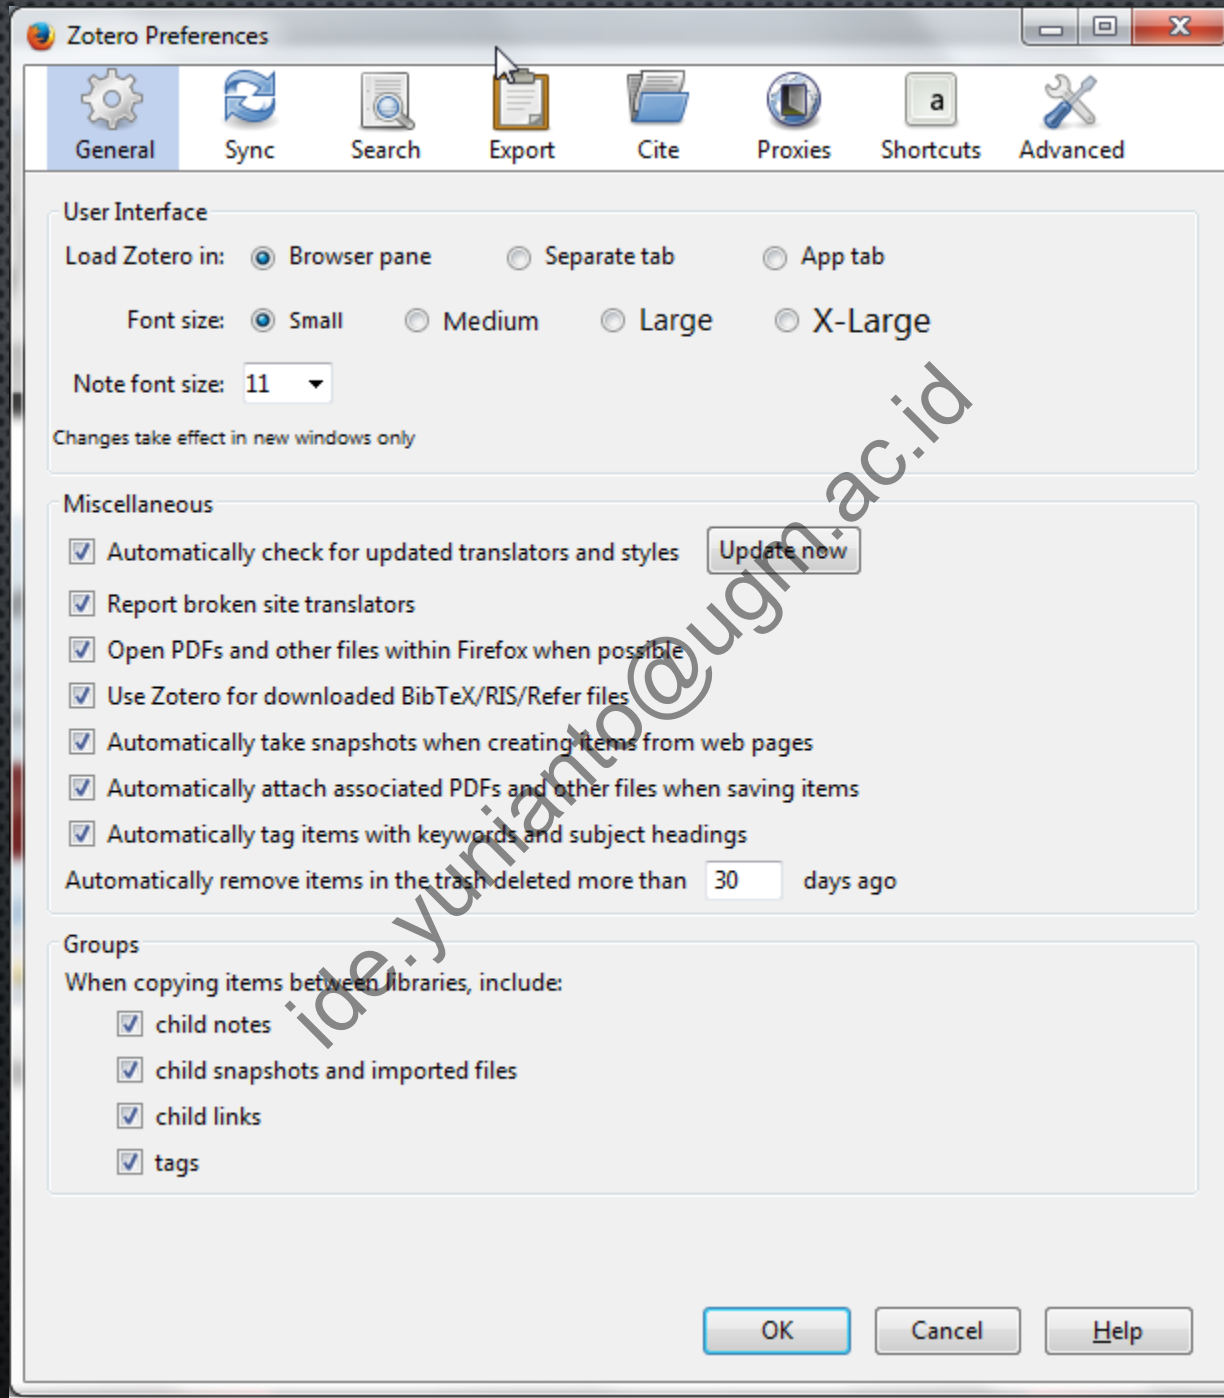 Zotero Preferences
General Sync Search Export Cite Proxies a Shortcuts Advanced
User Interface
Load Zotero in: Browser pane Separate tab App tab
Font size: Small Medium Large X-Large
Note font size: 11
Changes take effect in new windows only
Miscellaneous
Automatically check for updated translators and styles Update now
Report broken site translators
Open PDFs and other files within Firefox when possible
Use Zotero for downloaded BibTeX/RIS/Refer files
Automatically take snapshots when creating items from web pages
Automatically attach associated PDFs and other files when saving items
Automatically tag items with keywords and subject headings
Automatically remove items in the trash deleted more than 30 days ago
Groups
When copying items between libraries, include:
child notes
child snapshots and imported files
child links
tags
OK Cancel Help
ide.yunianto@ugm.ac.id